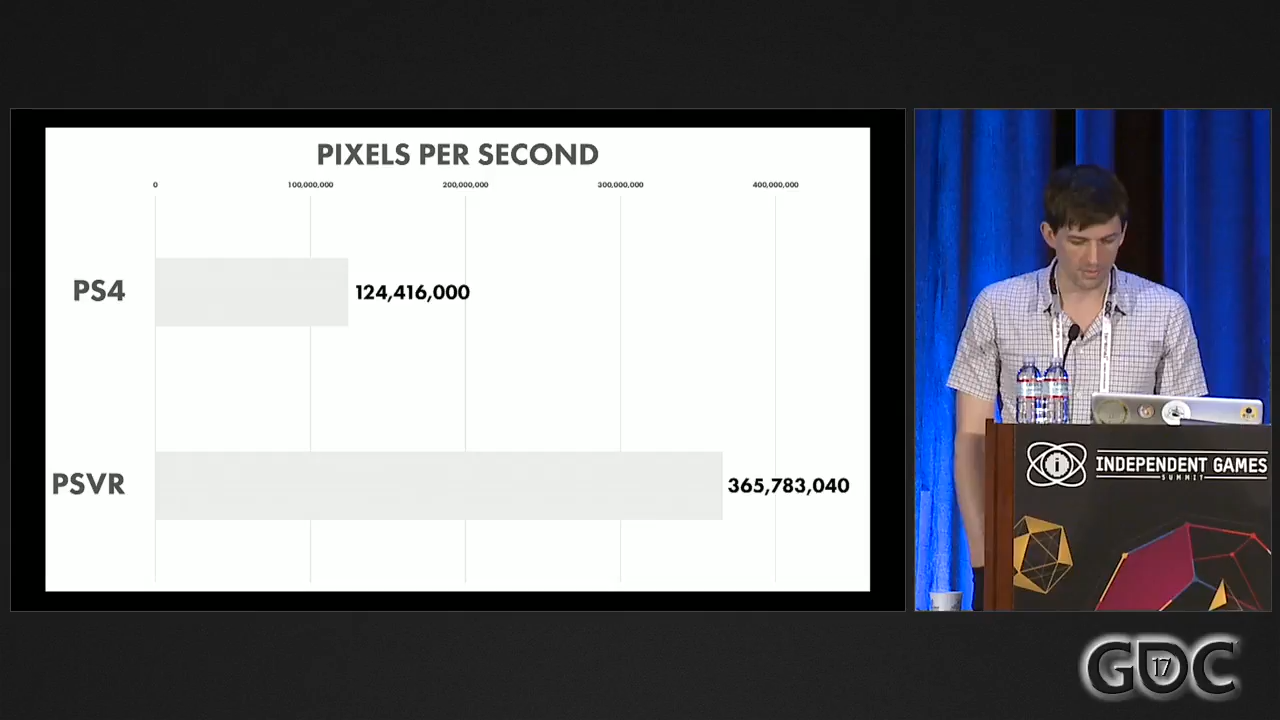 PIXELS PER SECOND
0 100,000,000 200,000,000 300,000,000 400,000,000
PS4 124,416,000
PSVR 365,783,040
i INDEPENDENT GAMES
SUMMIT
GDC
17